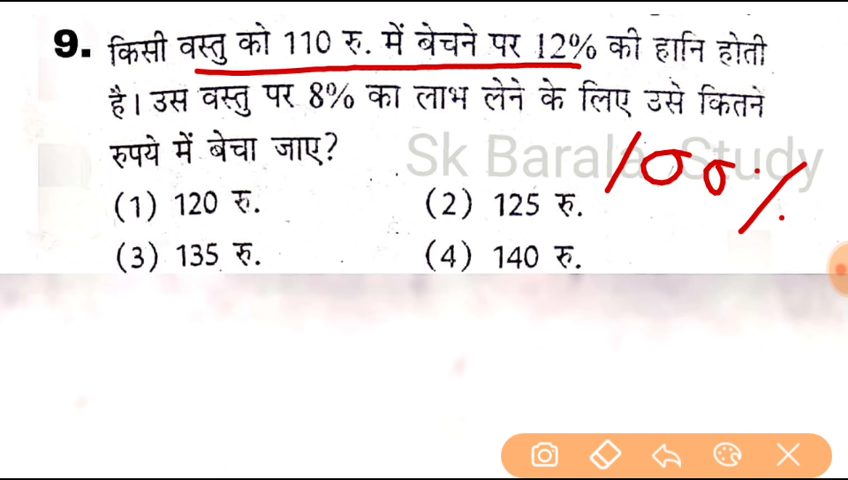 9. किसी वस्तु को 110 रु. में बेचने पर 12% की हानि होती
है। उस वस्तु पर 8% का लाभ लेने के लिए उसे कितने
रुपये में बेचा जाए?
Sk Barala Study
100%
(1) 120 रु. (2) 125 रु.
(3) 135 रु. (4) 140 रु.